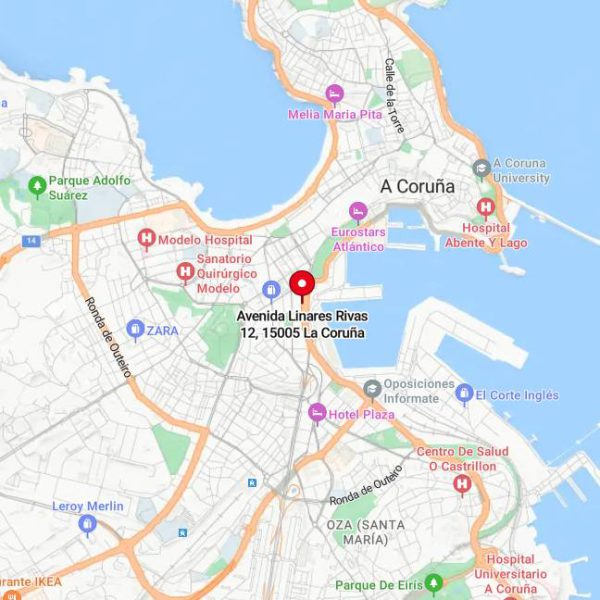 Calle de la Torre
Melia Maria Pita
A Coruna
University
Parque Adolfo
Suárez
A Coruña
Hospital
Abente Y Lago
Eurostars
Atlántico
14
Modelo Hospital
Sanatorio
Quirúrgico
Modelo
Ronda de Outeiro
ZARA
Avenida Linares Rivas
12, 15005 La Coruña
Oposiciones
Informate
El Corte Inglés
Hotel Plaza
Centro De Salud
O Castrillon
Ronda de Outeiro
Leroy Merlin
OZA (SANTA
MARÍA)
Hospital
Universitario
A Coruña
Parque De Eirís
urante IKEA